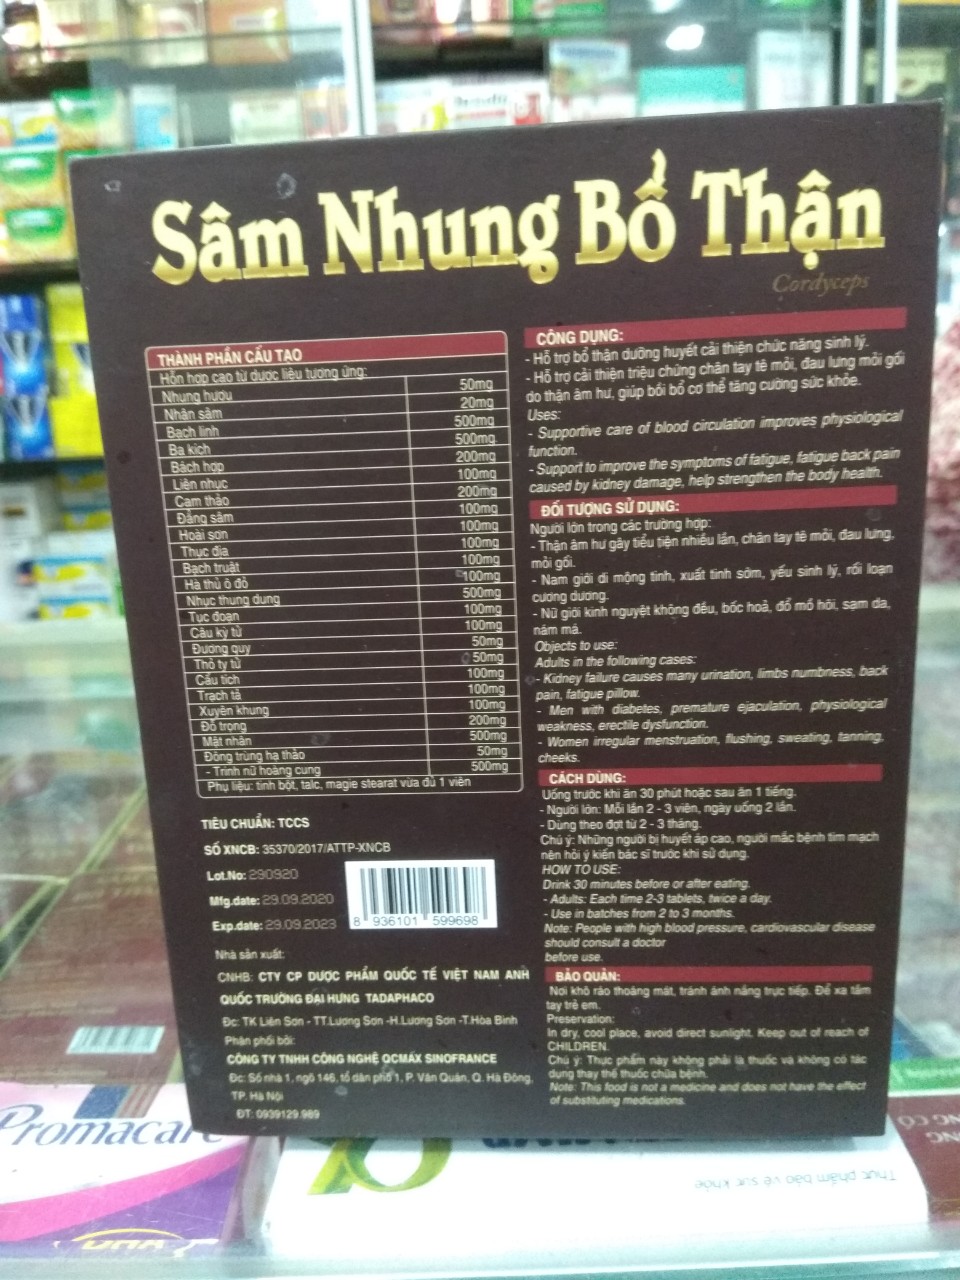 Sâm Nhung Bổ Thận
Cordyceps
THÀNH PHẦN CẤU TẠO
Hỗn hợp cao từ dược liệu tương ứng:
Nhung hươu 50mg
Nhân sâm 20mg
Bạch linh 500mg
Ba kích 500mg
Bách hợp 200mg
Liên nhục 100mg
Cam thảo 200mg
Đẳng sâm 100mg
Hoài sơn 100mg
Thục địa 100mg
Bạch truật 100mg
Hà thủ ô đỏ 100mg
Nhục thung dung 500mg
Tục đoạn 100mg
Câu kỷ tử 100mg
Đương quy 50mg
Thỏ ty tử 50mg
Cẩu tích 100mg
Trạch tả 100mg
Xuyên khung 100mg
Đỗ trọng 200mg
Mật nhân 500mg
Đông trùng hạ thảo 50mg
- Trinh nữ hoàng cung 500mg
Phụ liệu: tinh bột, talc, magie stearat vừa đủ 1 viên
TIÊU CHUẨN: TCCS
SỐ XNCB: 35370/2017/ATTP-XNCB
Lot.No: 290920
Mfg.date: 29.09.2020
Exp.date: 29.09.2023
8 936101 599698
Nhà sản xuất:
CNHB: CTY CP DƯỢC PHẨM QUỐC TẾ VIỆT NAM ANH
QUỐC TRƯỜNG ĐẠI HƯNG TADAPHACO
Đc: TK Liên Sơn - TT.Lương Sơn -H.Lương Sơn -T.Hòa Bình
Phân phối bởi:
CÔNG TY TNHH CÔNG NGHỆ QCMAX SINOFRANCE
Đc: Số nhà 1, ngõ 146, tổ dân phố 1, P. Văn Quán, Q. Hà Đông,
TP. Hà Nội
ĐT: 0939129.989
CÔNG DỤNG:
- Hỗ trợ bổ thận dưỡng huyết cải thiện chức năng sinh lý.
- Hỗ trợ cải thiện triệu chứng chân tay tê mỏi, đau lưng mỏi gối
do thận âm hư, giúp bồi bổ cơ thể tăng cường sức khỏe.
Uses:
- Supportive care of blood circulation improves physiological
function.
- Support to improve the symptoms of fatigue, fatigue back pain
caused by kidney damage, help strengthen the body health.
ĐỐI TƯỢNG SỬ DỤNG:
Người lớn trong các trường hợp:
- Thận âm hư gây tiểu tiện nhiều lần, chân tay tê mỏi, đau lưng,
mỏi gối.
- Nam giới di mộng tinh, xuất tinh sớm, yếu sinh lý, rối loạn
cương dương.
- Nữ giới kinh nguyệt không đều, bốc hoả, đổ mồ hôi, sạm da,
nám má.
Objects to use:
Adults in the following cases:
- Kidney failure causes many urination, limbs numbness, back
pain, fatigue pillow.
- Men with diabetes, premature ejaculation, physiological
weakness, erectile dysfunction.
- Women irregular menstruation, flushing, sweating, tanning,
cheeks.
CÁCH DÙNG:
Uống trước khi ăn 30 phút hoặc sau ăn 1 tiếng.
- Người lớn: Mỗi lần 2 - 3 viên, ngày uống 2 lần.
- Dùng theo đợt từ 2 - 3 tháng.
Chú ý: Những người bị huyết áp cao, người mắc bệnh tim mạch
nên hỏi ý kiến bác sĩ trước khi sử dụng.
HOW TO USE:
Drink 30 minutes before or after eating.
- Adults: Each time 2-3 tablets, twice a day.
- Use in batches from 2 to 3 months.
Note: People with high blood pressure, cardiovascular disease
should consult a doctor
before use.
BẢO QUẢN:
Nơi khô ráo thoáng mát, tránh ánh nắng trực tiếp. Để xa tầm
tay trẻ em.
Preservation:
In dry, cool place, avoid direct sunlight. Keep out of reach of
CHILDREN.
Chú ý: Thực phẩm này không phải là thuốc và không có tác
dụng thay thế thuốc chữa bệnh.
Note: This food is not a medicine and does not have the effect
of substituting medications.
Promacare
Thực phẩm bảo vệ sức khỏe